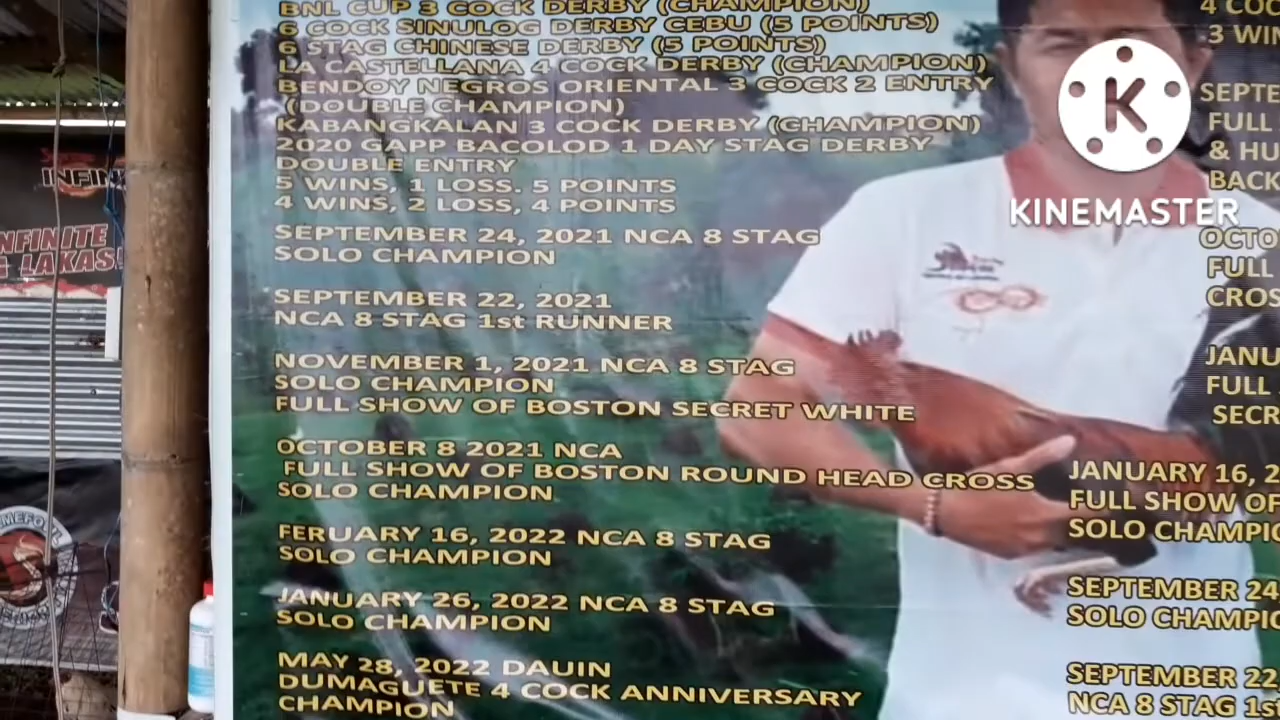 BNL CUP 3 COCK DERBY (CHAMPION)
6 COCK SINULOG DERBY CEBU (5 POINTS)
6 STAG CHINESE DERBY (5 POINTS)
LA CASTELLANA 4 COCK DERBY (CHAMPION)
BENDOY NEGROS ORIENTAL 3 COCK 2 ENTRY
(DOUBLE CHAMPION)
KABANGKALAN 3 COCK DERBY (CHAMPION)
2020 GAPP BACOLOD 1 DAY STAG DERBY
DOUBLE ENTRY
5 WINS, 1 LOSS. 5 POINTS
4 WINS, 2 LOSS, 4 POINTS
SEPTEMBER 24, 2021 NCA 8 STAG
SOLO CHAMPION
SEPTEMBER 22, 2021
NCA 8 STAG 1st RUNNER
NOVEMBER 1, 2021 NCA 8 STAG
SOLO CHAMPION
FULL SHOW OF BOSTON SECRET WHITE
OCTOBER 8 2021 NCA
FULL SHOW OF BOSTON ROUND HEAD CROSS
SOLO CHAMPION
FERUARY 16, 2022 NCA 8 STAG
SOLO CHAMPION
JANUARY 26, 2022 NCA 8 STAG
SOLO CHAMPION
MAY 28, 2022 DAUIN
DUMAGUETE 4 COCK ANNIVERSARY
CHAMPION
4 COC
3 WIN
SEPTE
FULL
& HU
BACK
OCTO
FULL
CROS
JANU
FULL
SECR
JANUARY 16, 2
FULL SHOW OF
SOLO CHAMPIO
SEPTEMBER 24
SOLO CHAMPIO
SEPTEMBER 22
NCA 8 STAG 1s
K
KINEMASTER
INFIN
NFINITE
G LAKAS!